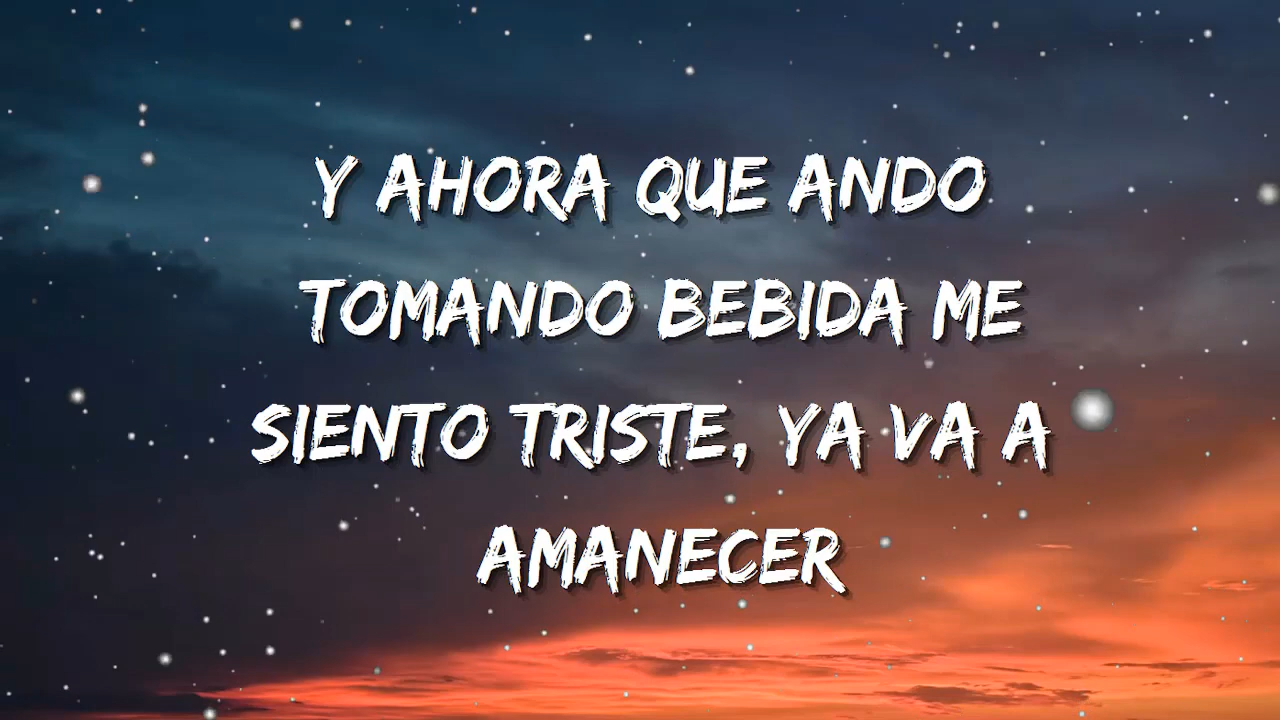 Y AHORA QUE ANDO
TOMANDO BEBIDA ME
SIENTO TRISTE, YA VA A
AMANECER